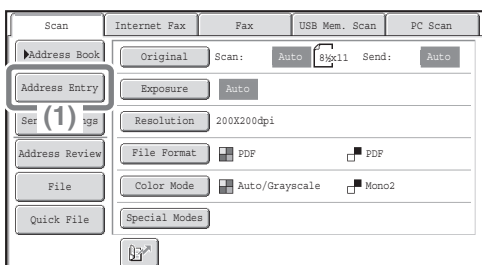 Scan Internet Fax Fax USB Mem. Scan PC Scan
Address Book Original Scan: Auto 8½x11 Send: Auto
Address Entry Exposure Auto
(1) Resolution 200X200dpi
Address Review File Format PDF PDF
File Color Mode Auto/Grayscale Mono2
Quick File Special Modes